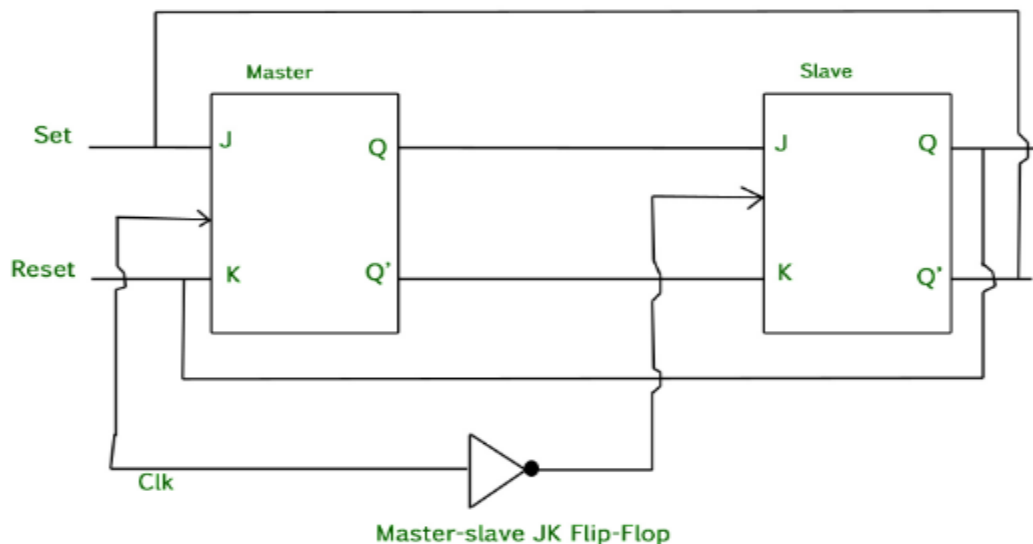 Master
Slave
Set
J
Q
J
Q
Reset
K
Q'
K
Q'
Clk
Master-slave JK Flip-Flop